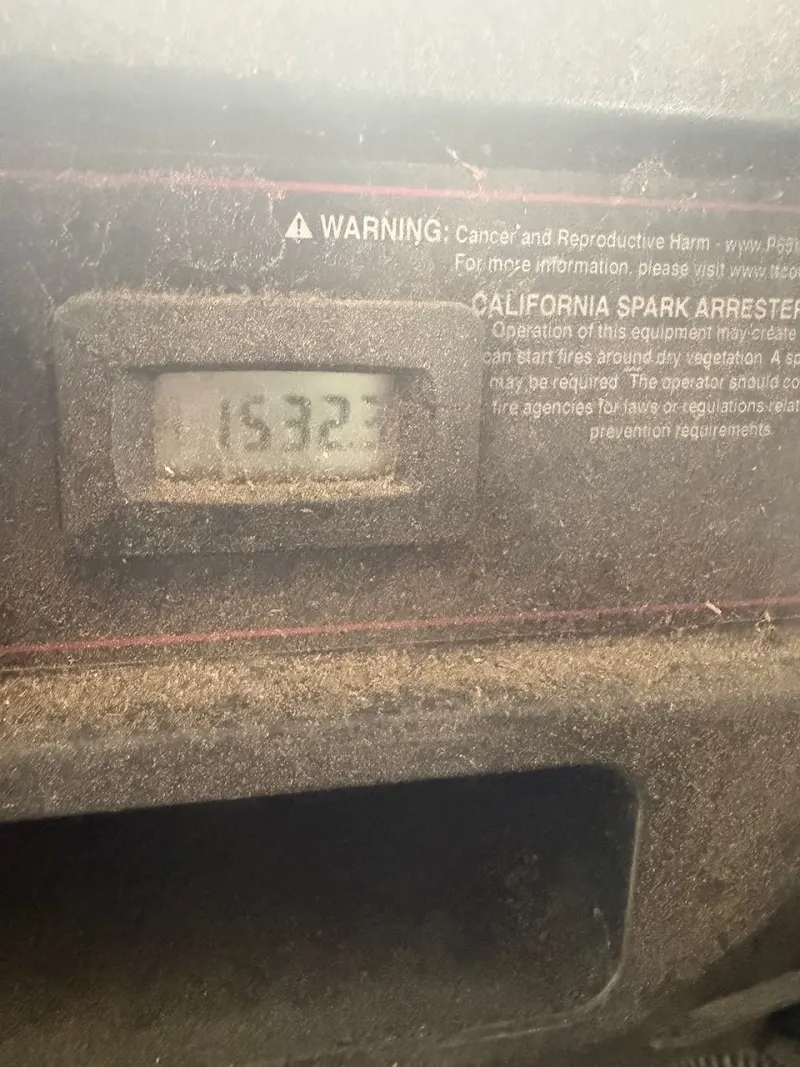 WARNING: Cancer and Reproductive Harm -
For more information, please visit
CALIFORNIA SPARK ARRESTER
Operation of this equipment may create
can start fires around dry vegetation. A
may be required. The operator should
fire agencies for laws or regulations
prevention requirements.
1532.3